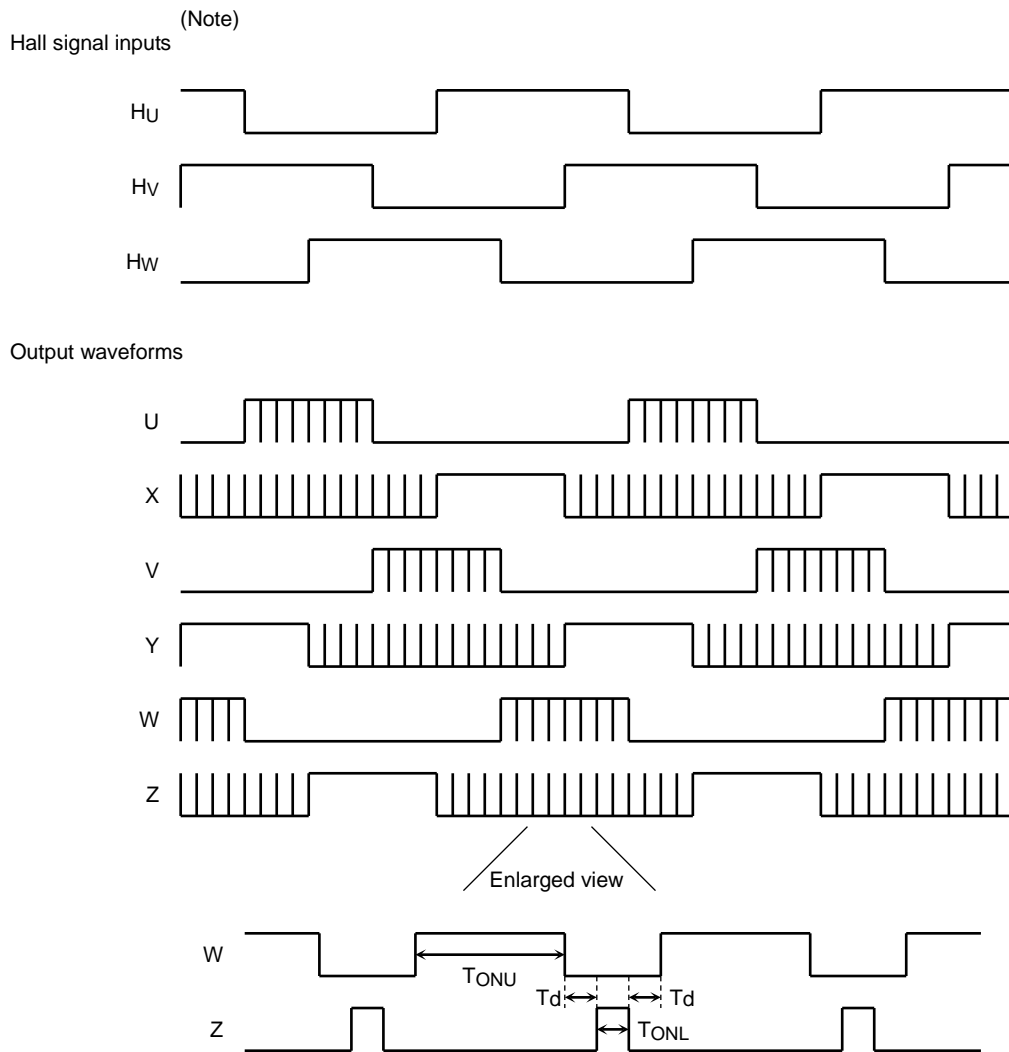 (Note)
Hall signal inputs
HU
HV
HW
Output waveforms
U
X
V
Y
W
Z
Enlarged view
W
TONU
Td
Td
Z
TONL